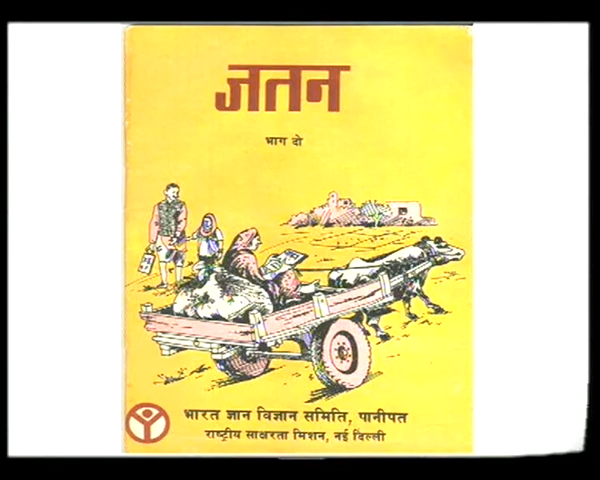 जतन
भाग दो
भारत ज्ञान विज्ञान समिति, पानीपत
राष्ट्रीय साक्षरता मिशन, नई दिल्ली